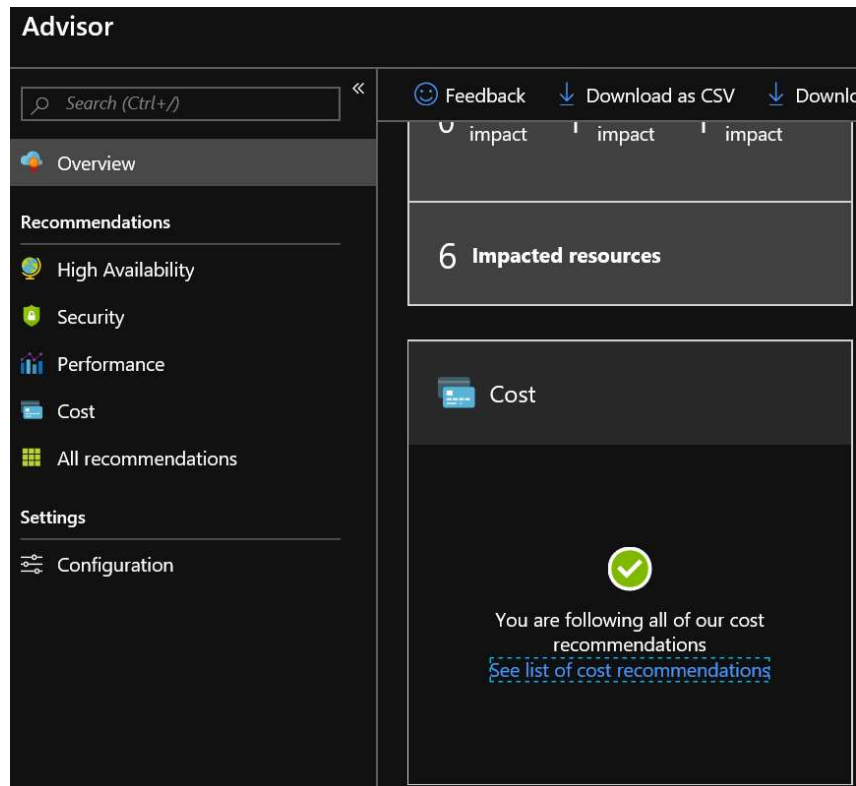 Advisor
Search (Ctrl+/)
«
Overview
Recommendations
High Availability
Security
Performance
Cost
All recommendations
Settings
Configuration
Feedback Download as CSV Downlo
impact impact impact
6 Impacted resources
Cost
You are following all of our cost
recommendations
See list of cost recommendations